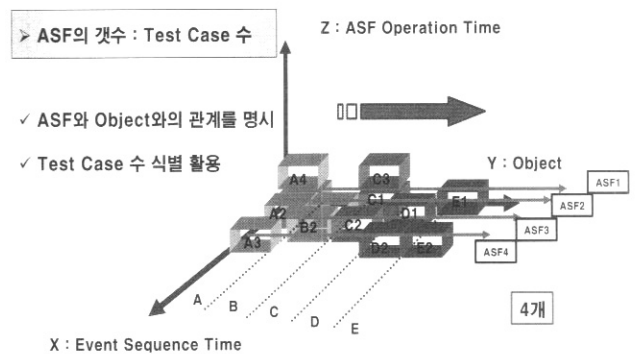 ➢ ASF의 갯수 : Test Case 수
Z : ASF Operation Time
✓ ASF와 Object와의 관계를 명시
✓ Test Case 수 식별 활용
Y : Object
A4
C3
ASF1
C1
E1
ASF2
A2
D1
B2
C2
ASF3
A3
D2
E2
ASF4
A
B
C
D
E
4개
X : Event Sequence Time